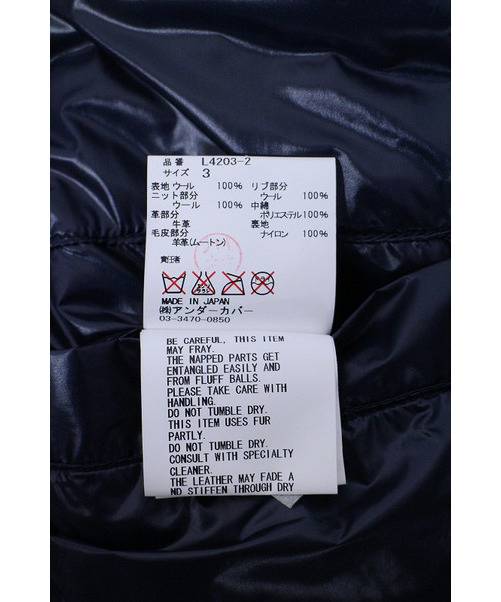 品番 L4203-2
サイズ 3
表地 ウール 100% リブ部分
ニット部分 ウール 100%
ウール 100% 中綿
革部分 ポリエステル 100%
牛革 裏地
毛皮部分 ナイロン 100%
羊革(ムートン)
責任者
MADE IN JAPAN
(株)アンダーカバー
03-3470-0850
BE CAREFUL, THIS ITEM
MAY FRAY.
THE NAPPED PARTS GET
ENTANGLED EASILY AND
FROM FLUFF BALLS.
PLEASE TAKE CARE WITH
HANDLING.
DO NOT TUMBLE DRY.
THIS ITEM USES FUR
PARTLY.
DO NOT TUMBLE DRY.
CONSULT WITH SPECIALTY
CLEANER.
THE LEATHER MAY FADE A
ND STIFFEN THROUGH DRY